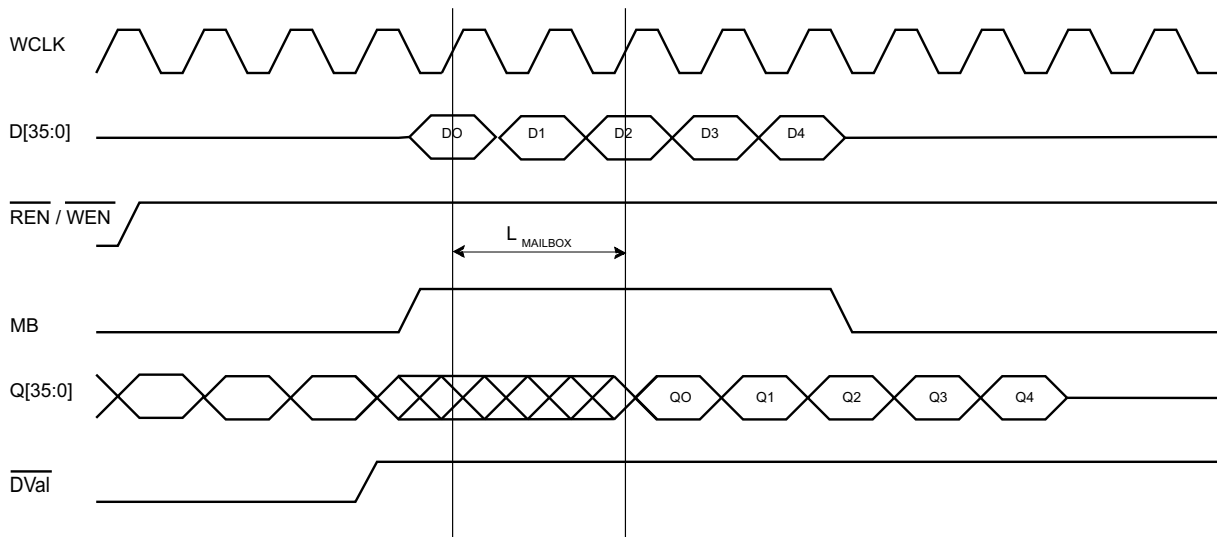 WCLK
D[35:0]
DO D1 D2 D3 D4
REN / WEN
L MAILBOX
MB
Q[35:0]
QO Q1 Q2 Q3 Q4
DVal